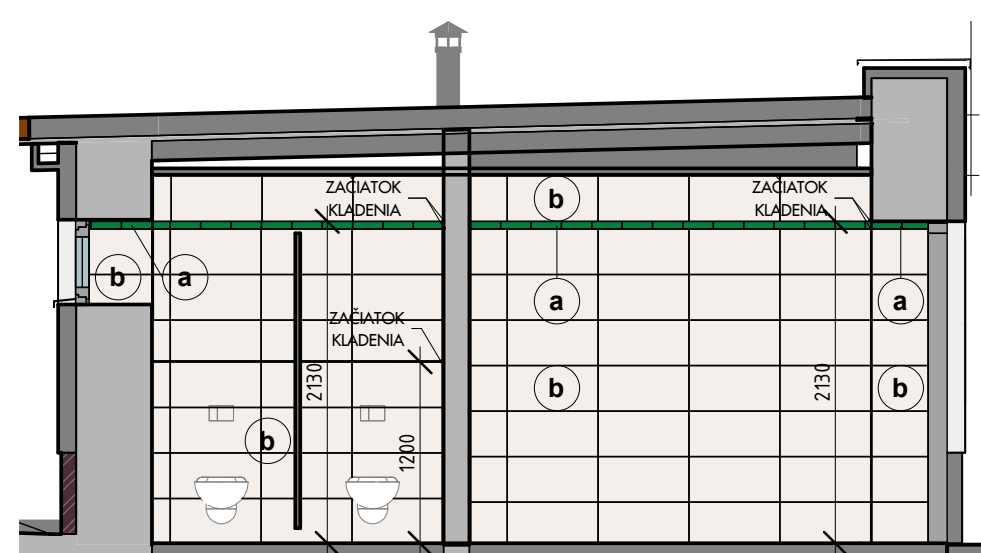 ZAČIATOK
KLADENIA
b
ZAČIATOK
KLADENIA
b
a
a
a
ZAČIATOK
KLADENIA
2130
2130
b
b
b
1200